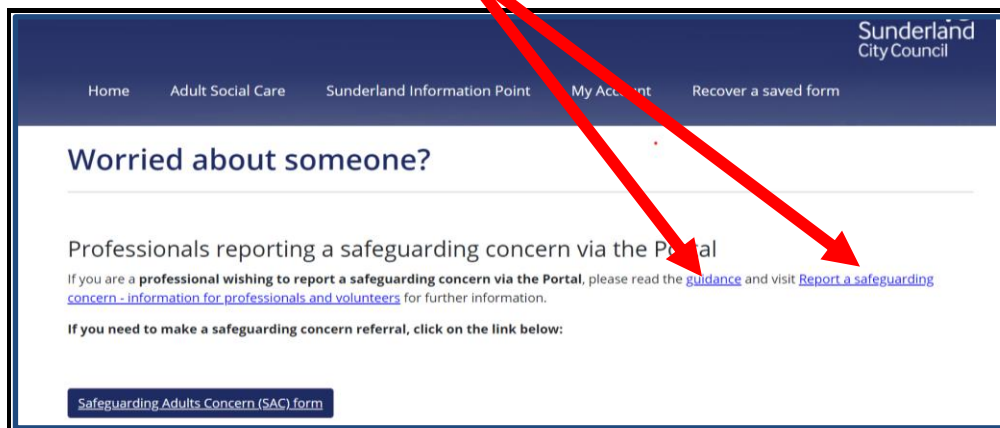 Sunderland
City Council
Home Adult Social Care Sunderland Information Point My Account Recover a saved form
Worried about someone?
Professionals reporting a safeguarding concern via the Portal
If you are a professional wishing to report a safeguarding concern via the Portal, please read the guidance and visit Report a safeguarding
concern - information for professionals and volunteers for further information.
If you need to make a safeguarding concern referral, click on the link below:
Safeguarding Adults Concern (SAC) form